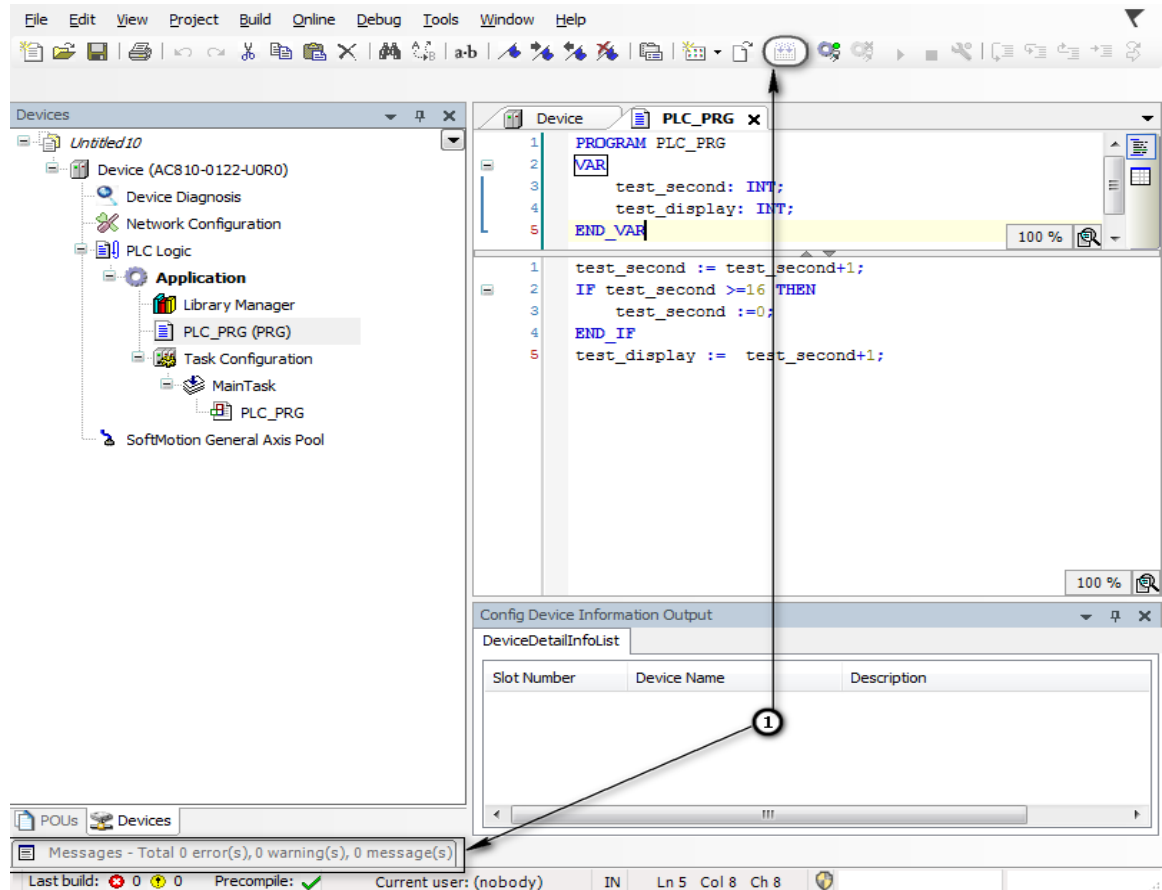 File Edit View Project Build Online Debug Tools Window Help
a·b
Devices
Untitled10
Device (AC810-0122-U0R0)
Device Diagnosis
Network Configuration
PLC Logic
Application
Library Manager
PLC_PRG (PRG)
Task Configuration
MainTask
PLC_PRG
SoftMotion General Axis Pool
POUs Devices
Device PLC_PRG
1 PROGRAM PLC_PRG
2 VAR
3 test_second: INT;
4 test_display: INT;
5 END_VAR
100 %
1 test_second := test_second+1;
2 IF test_second >=16 THEN
3 test_second :=0;
4 END_IF
5 test_display := test_second+1;
100 %
Config Device Information Output
DeviceDetailInfoList
Slot Number Device Name Description
1
Messages - Total 0 error(s), 0 warning(s), 0 message(s)
Last build: 0 0 Precompile: Current user: (nobody) IN Ln 5 Col 8 Ch 8